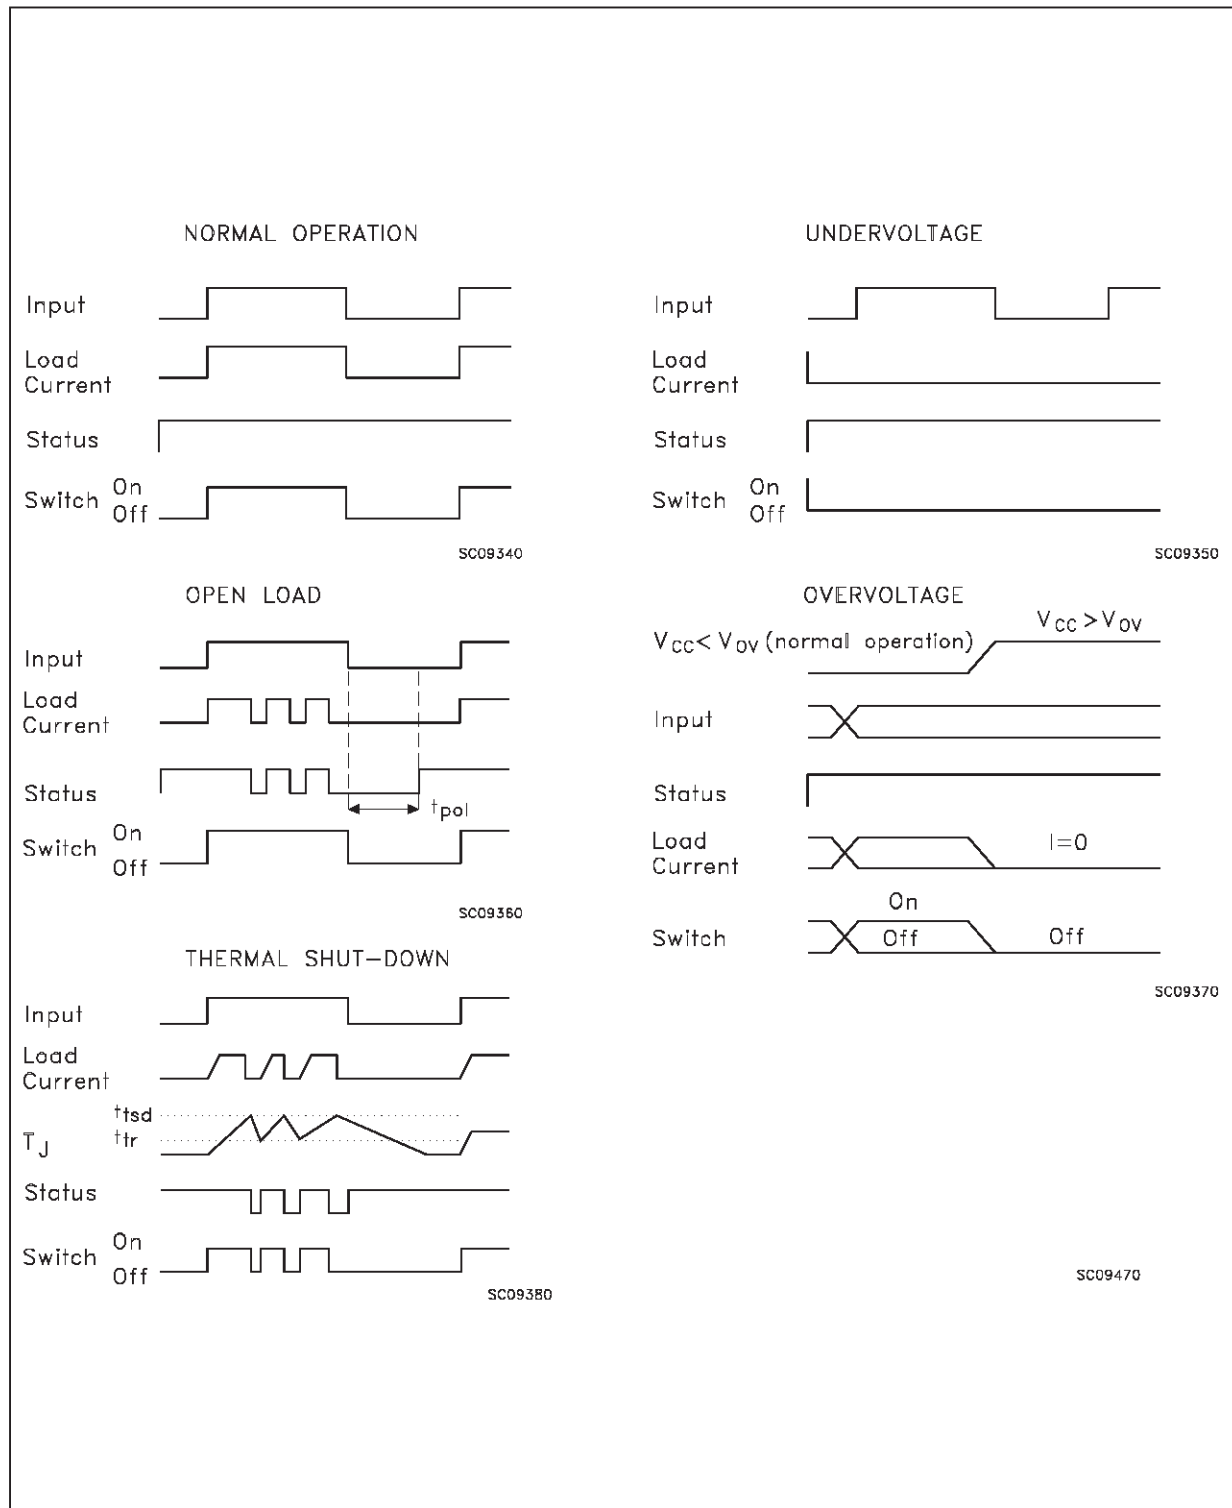 NORMAL OPERATION
Input
Load
Current
Status
Switch On
Off
SC09340
UNDERVOLTAGE
Input
Load
Current
Status
Switch On
Off
SC09350
OPEN LOAD
Input
Load
Current
Status
tpol
Switch On
Off
SC09360
OVERVOLTAGE
VCC>VOV
VCC<VOV (normal operation)
Input
Status
Load
Current
I=0
On
Switch Off Off
SC09370
THERMAL SHUT-DOWN
Input
Load
Current
ttsd
TJ ttr
Status
Switch On
Off
SC09380
SC09470